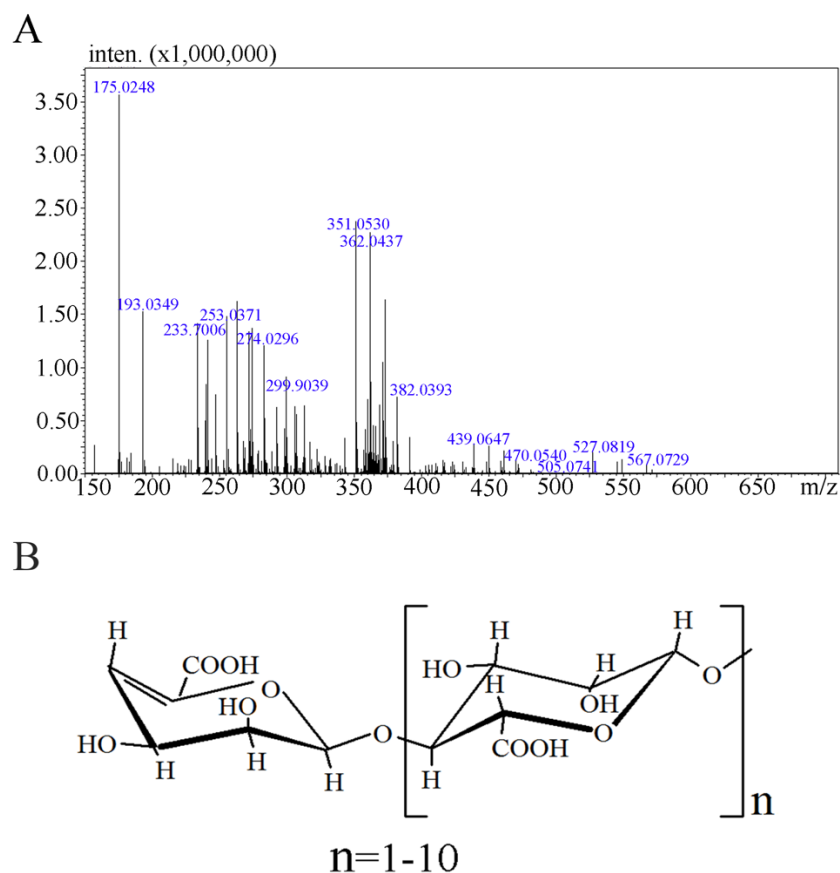 A
inten. (x1,000,000)
175.0248
3.50
3.00
2.50
351.0530
362.0437
2.00
193.0349
1.50
253.0371
233.7006
274.0296
1.00
299.9039
382.0393
0.50
439.0647
470.0540
527.0819
505.0741
567.0729
0.00
150 200 250 300 350 400 450 500 550 600 650 m/z
B
H
COOH
O
HO
HO
H
H
H
O
H
H
HO
H
H
OH
O
COOH
O
H
n
n=1-10